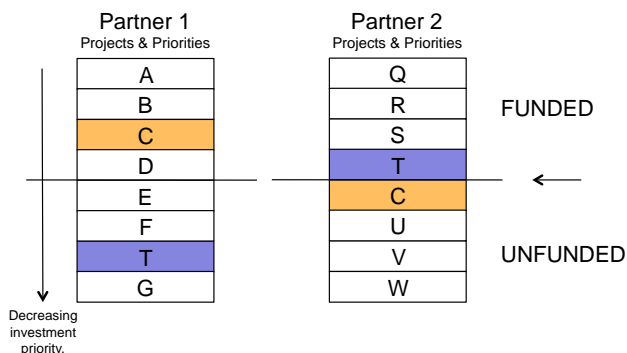 Partner 1
Projects & Priorities
A
B
C
D
E
F
T
G
Partner 2
Projects & Priorities
Q
R
S
T
C
U
V
W
FUNDED
UNFUNDED
Decreasing
investment
priority.